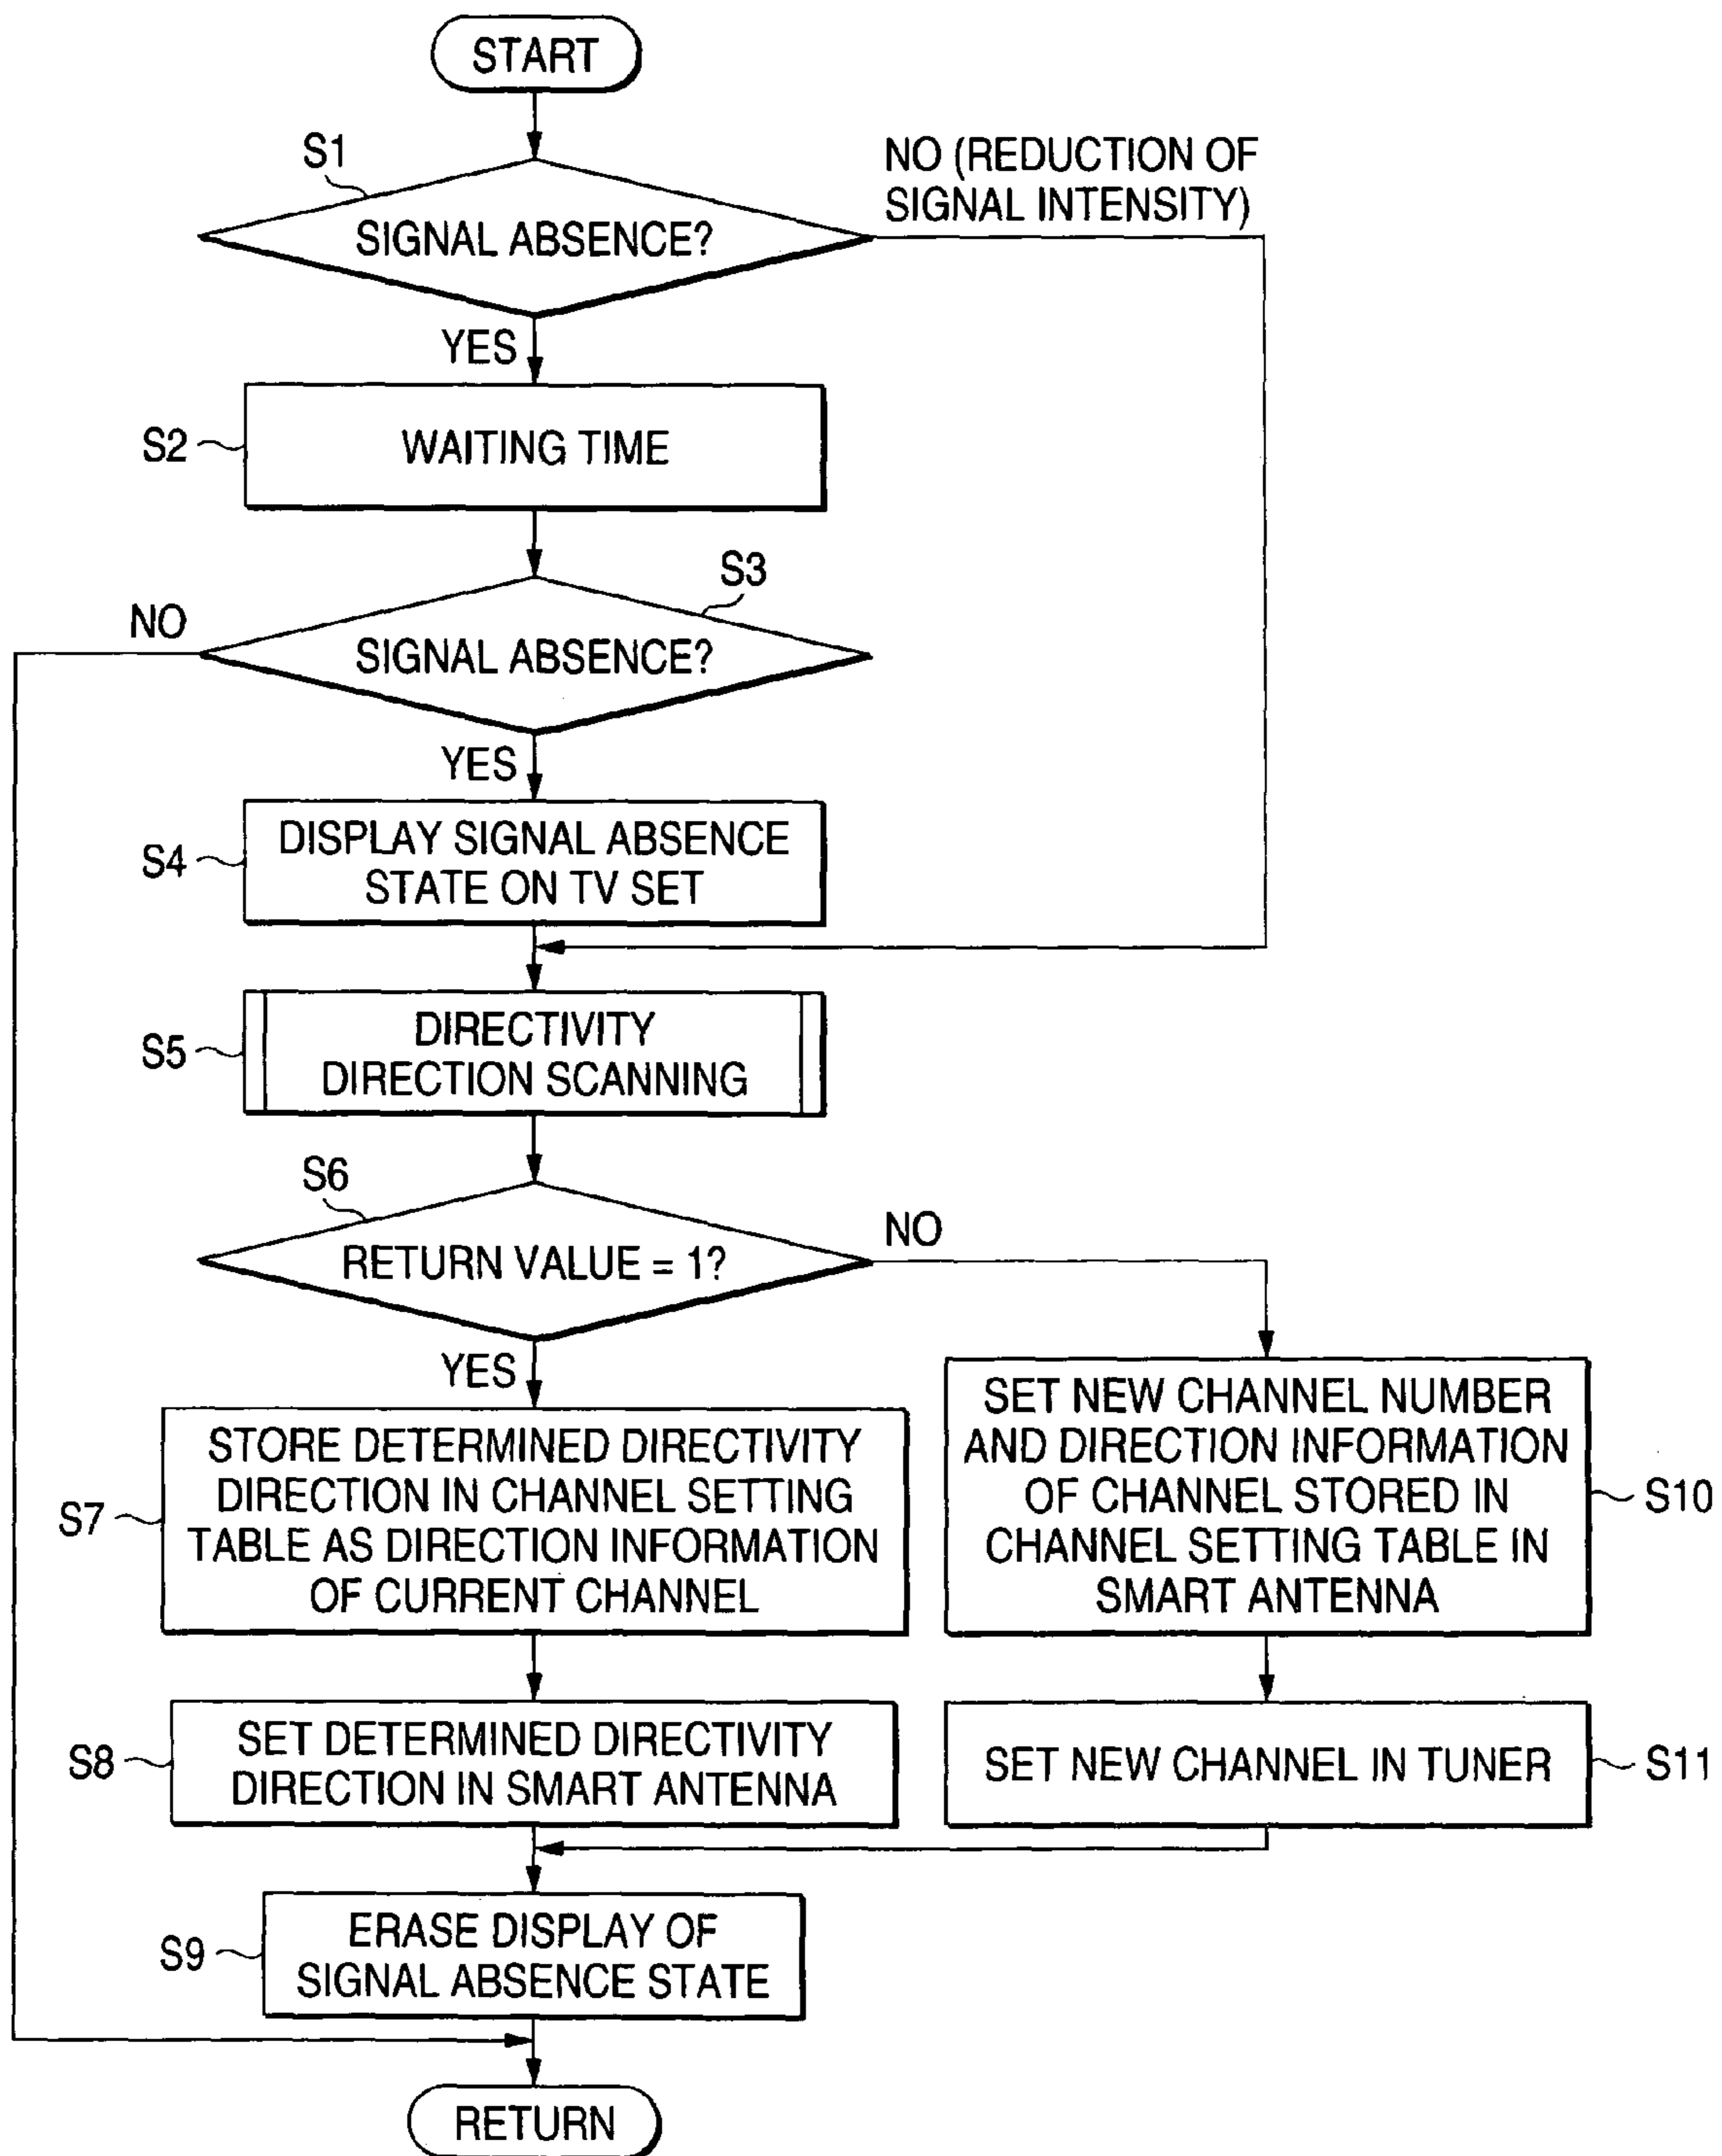 START
S1
NO (REDUCTION OF
SIGNAL INTENSITY)
SIGNAL ABSENCE?
YES
S2
WAITING TIME
S3
NO
SIGNAL ABSENCE?
YES
S4
DISPLAY SIGNAL ABSENCE
STATE ON TV SET
S5
DIRECTIVITY
DIRECTION SCANNING
S6
NO
RETURN VALUE = 1?
YES
S7
STORE DETERMINED DIRECTIVITY
DIRECTION IN CHANNEL SETTING
TABLE AS DIRECTION INFORMATION
OF CURRENT CHANNEL
SET NEW CHANNEL NUMBER
AND DIRECTION INFORMATION
OF CHANNEL STORED IN
CHANNEL SETTING TABLE IN
SMART ANTENNA
S10
S8
SET DETERMINED DIRECTIVITY
DIRECTION IN SMART ANTENNA
SET NEW CHANNEL IN TUNER
S11
S9
ERASE DISPLAY OF
SIGNAL ABSENCE STATE
RETURN